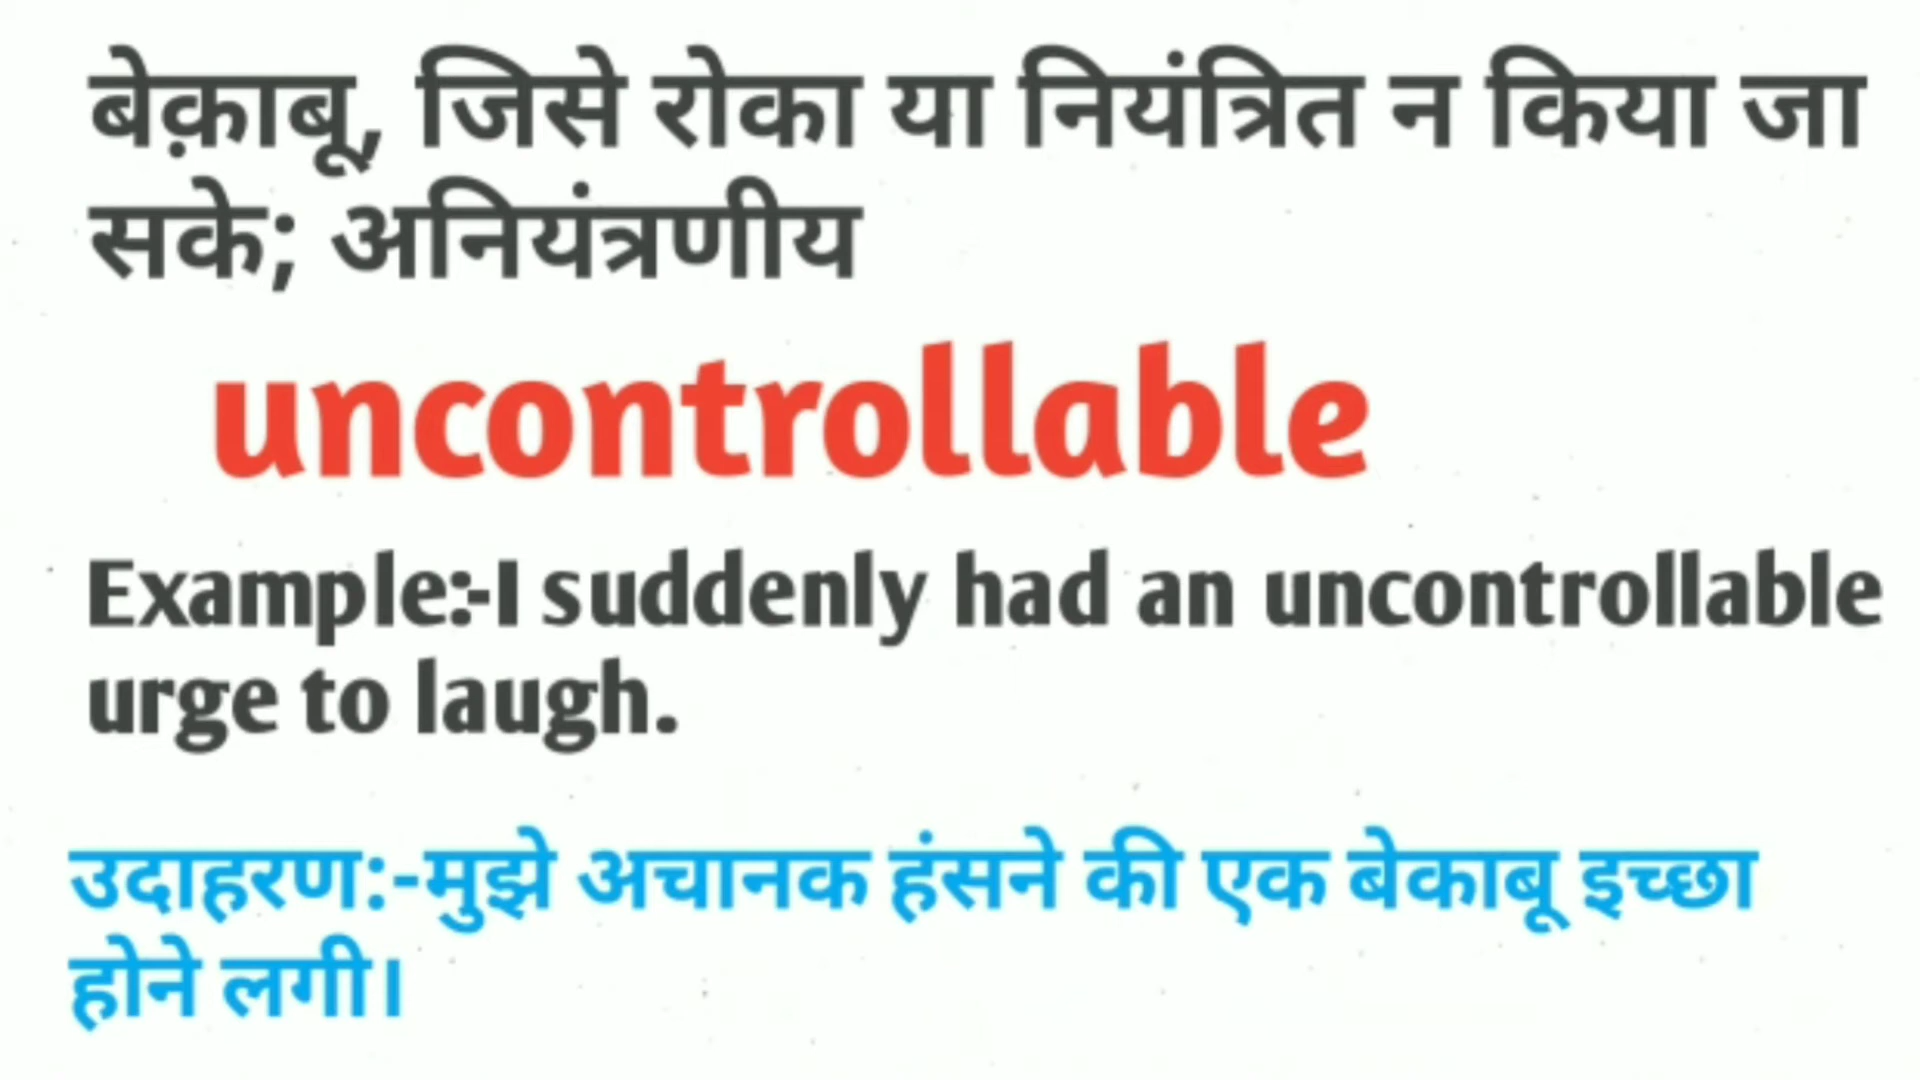 बेक़ाबू, जिसे रोका या नियंत्रित न किया जा
सके; अनियंत्रणीय
uncontrollable
Example:-I suddenly had an uncontrollable
urge to laugh.
उदाहरण:-मुझे अचानक हंसने की एक बेकाबू इच्छा
होने लगी।